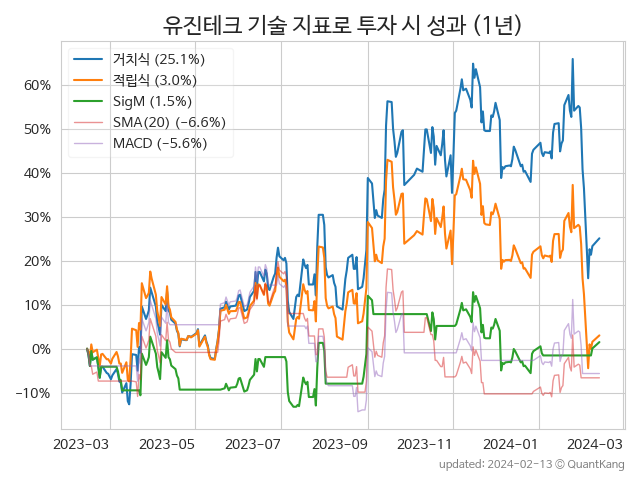 유진테크 기술 지표로 투자 시 성과 (1년)
거치식 (25.1%)
적립식 (3.0%)
SigM (1.5%)
SMA(20) (−6.6%)
MACD (−5.6%)
60%
50%
40%
30%
20%
10%
0%
−10%
2023-03 2023-05 2023-07 2023-09 2023-11 2024-01 2024-03
updated: 2024-02-13 © QuantKang